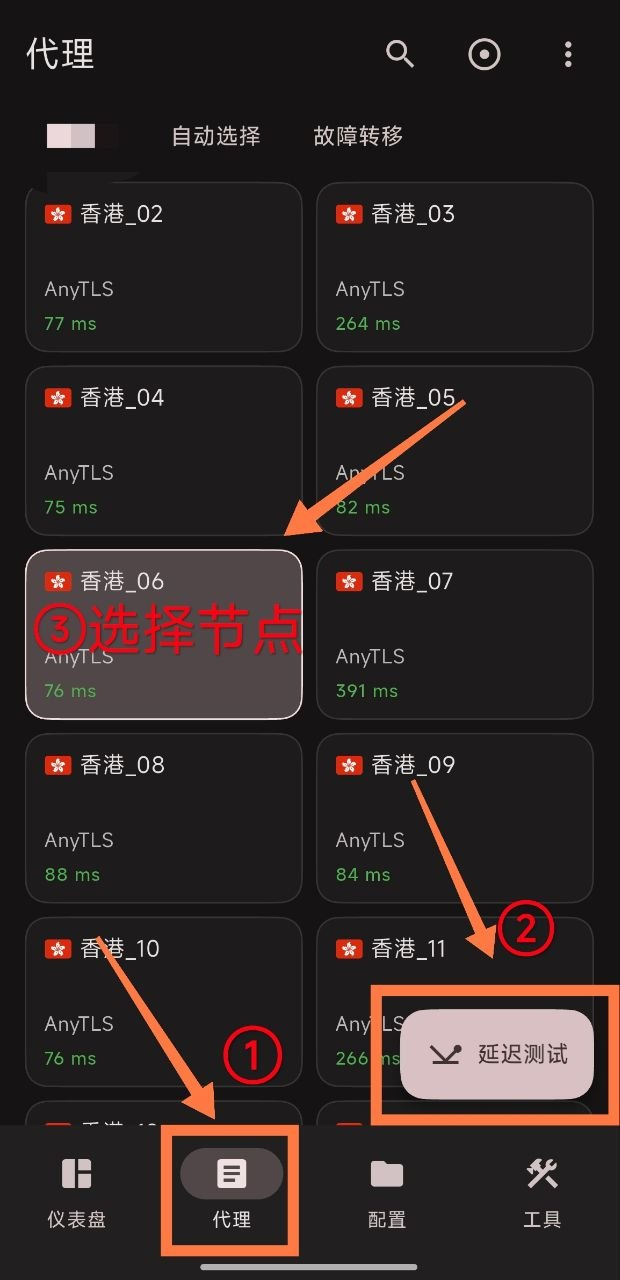 代理
自动选择 故障转移
香港_02 香港_03
AnyTLS AnyTLS
77 ms 264 ms
香港_04 香港_05
AnyTLS AnyTLS
75 ms 82 ms
香港_06 香港_07
③选择节点
AnyTLS AnyTLS
76 ms 391 ms
香港_08 香港_09
AnyTLS AnyTLS
88 ms 84 ms
②
香港_10 香港_11
AnyTLS AnyTLS
① 延迟测试
76 ms 266 ms
仪表盘 代理 配置 工具